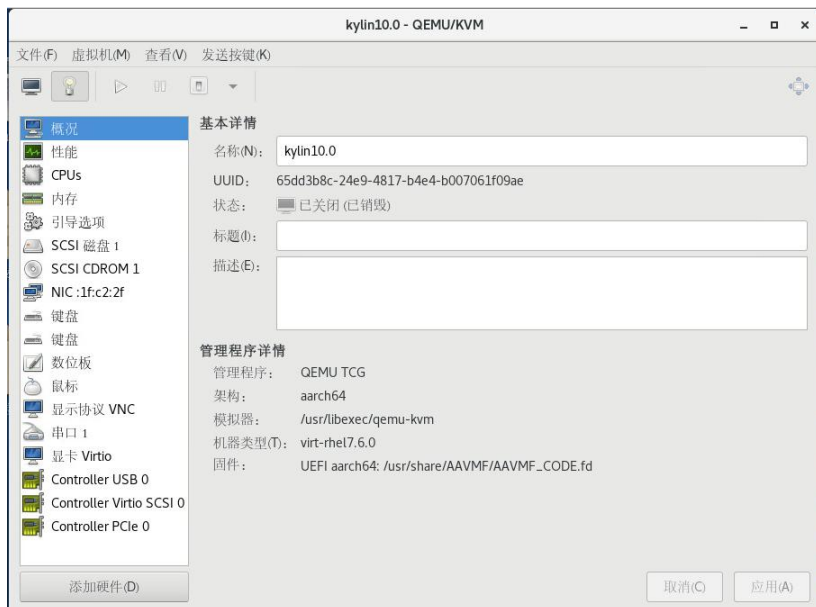 kylin10.0 - QEMU/KVM
文件(F) 虚拟机(M) 查看(V) 发送按键(K)
概况
性能
CPUs
内存
引导选项
SCSI 磁盘 1
SCSI CDROM 1
NIC :1f:c2:2f
键盘
键盘
数位板
鼠标
显示协议 VNC
串口 1
显卡 Virtio
Controller USB 0
Controller Virtio SCSI 0
Controller PCIe 0
添加硬件(D)
基本详情
名称(N): kylin10.0
UUID: 65dd3b8c-24e9-4817-b4e4-b007061f09ae
状态: 已关闭 (已销毁)
标题(I):
描述(E):
管理程序详情
管理程序: QEMU TCG
架构: aarch64
模拟器: /usr/libexec/qemu-kvm
机器类型(T): virt-rhel7.6.0
固件: UEFI aarch64: /usr/share/AAVMF/AAVMF_CODE.fd
取消(C) 应用(A)